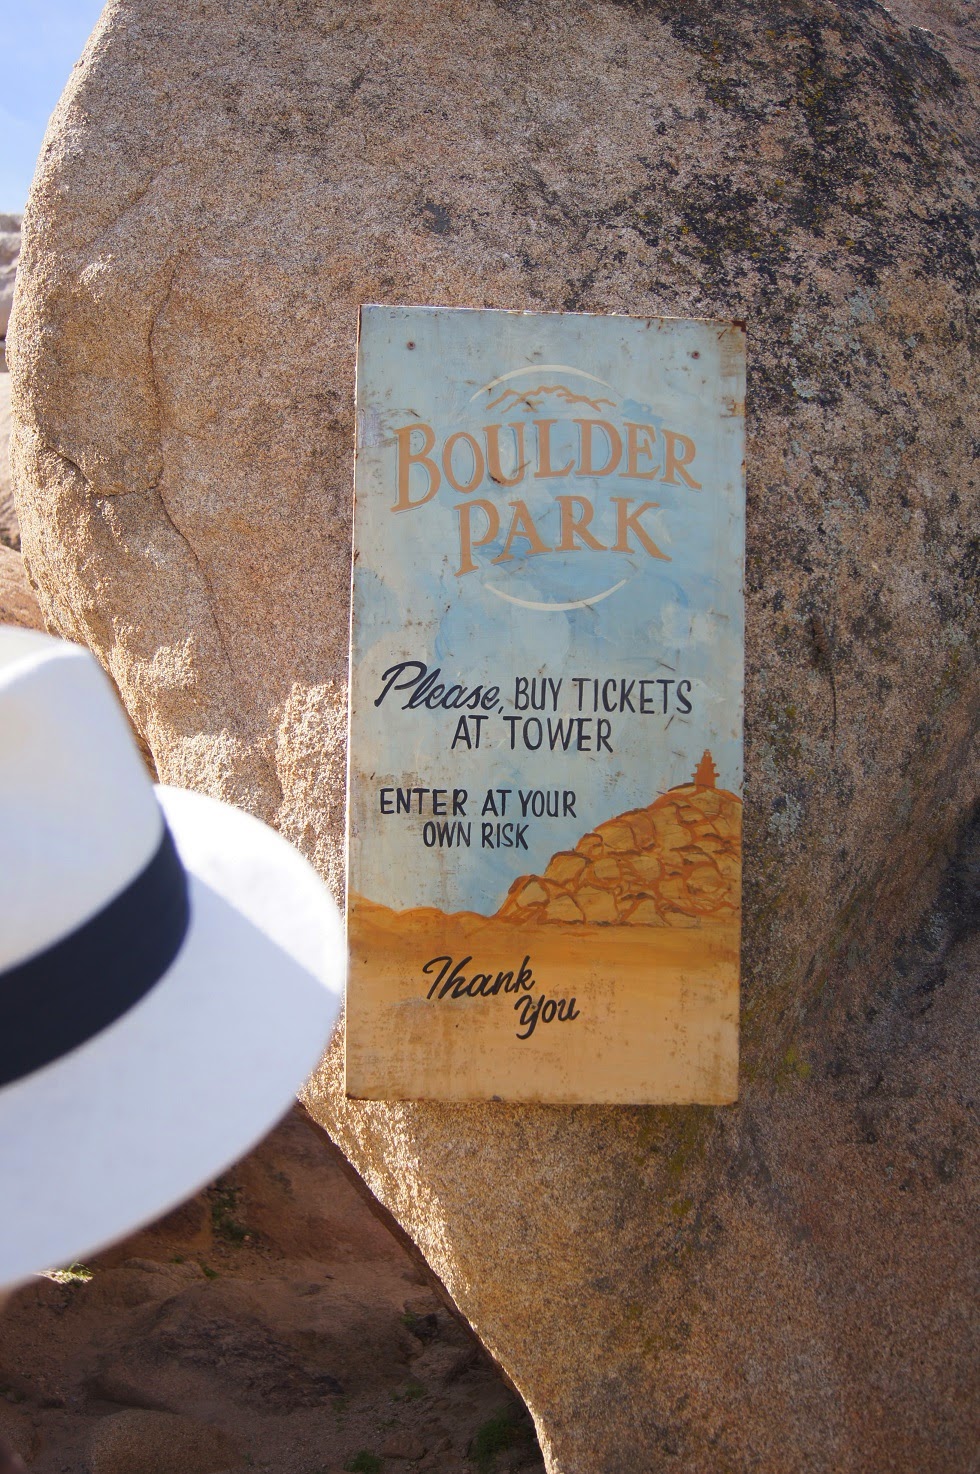 BOULDER
PARK
Please, BUY TICKETS
AT TOWER
ENTER AT YOUR
OWN RISK
Thank
You